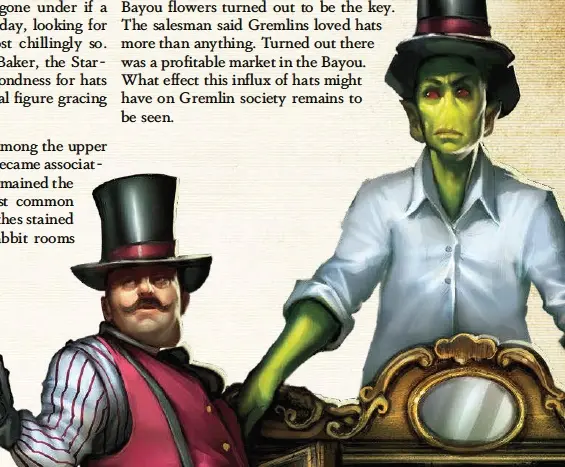 gone under if a
day, looking for
st chillingly so.
Baker, the Star-
ondness for hats
al figure gracing
mong the upper
ecame associat-
mained the
st common
thes stained
bbit rooms
Bayou flowers turned out to be the key.
The salesman said Gremlins loved hats
more than anything. Turned out there
was a profitable market in the Bayou.
What effect this influx of hats might
have on Gremlin society remains to
be seen.